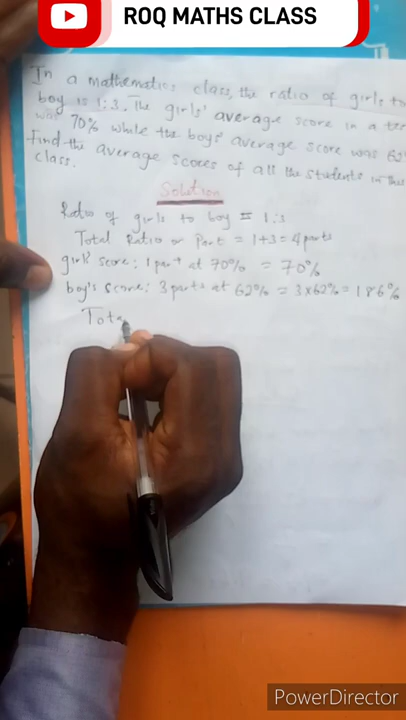 ROQ MATHS CLASS
In a mathematics class, the ratio of girls to
boy is 1:3. The girls' average score in a
was 70% while the boys' average score was 62
Find the average scores of all the students in this
class.
Solution
Ratio of girls to boy = 1:3
Total Ratio or Part = 1+3 = 4 parts
girls' score: 1 part at 70% = 70%
boy's score: 3 parts at 62% = 3x62% = 186%
Tota
PowerDirector